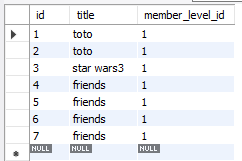 id title member_level_id
1 toto 1
2 toto 1
3 star wars3 1
4 friends 1
5 friends 1
6 friends 1
7 friends 1
NULL NULL NULL